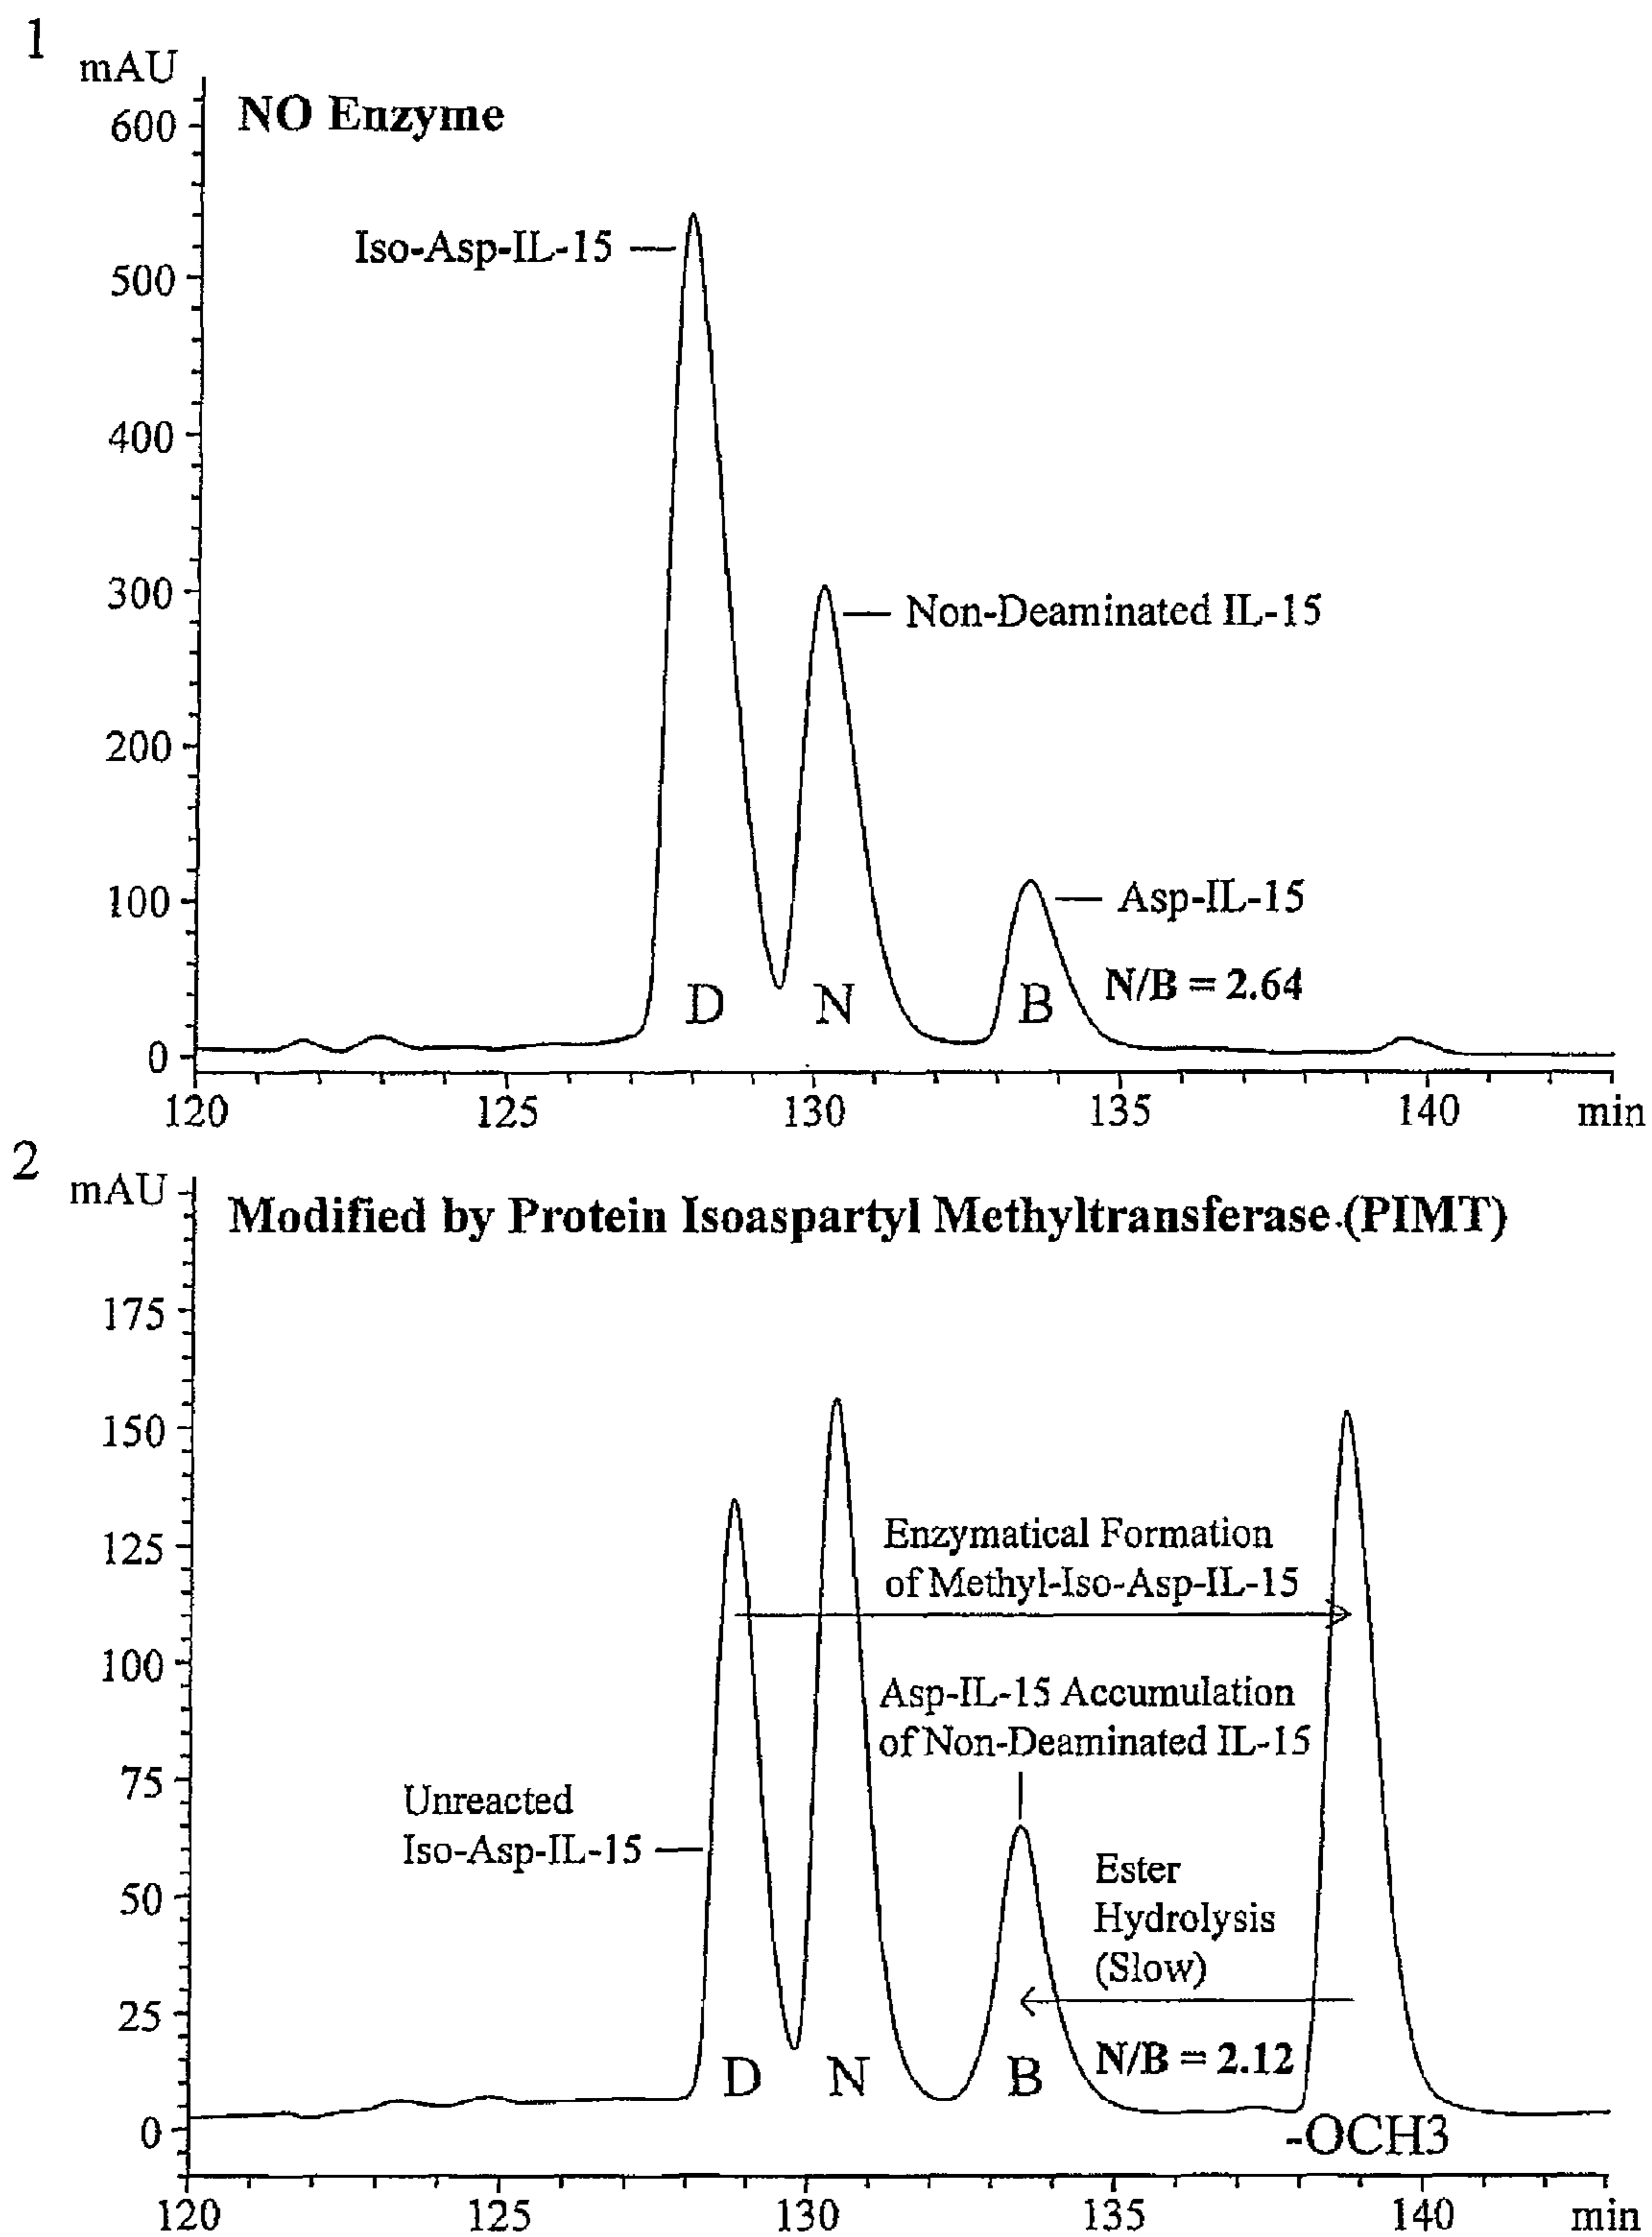 1
mAU
NO Enzyme
600
500
400
300
200
100
0
Iso-Asp-IL-15
Non-Deaminated IL-15
Asp-IL-15
N/B = 2.64
D
N
B
120
125
130
135
140
min
2
mAU
Modified by Protein Isoaspartyl Methyltransferase.(PIMT)
175
150
125
100
75
50
25
0
Enzymatical Formation
of Methyl-Iso-Asp-IL-15
Asp-IL-15 Accumulation
of Non-Deaminated IL-15
Unreacted
Iso-Asp-IL-15
Ester
Hydrolysis
(Slow)
N/B = 2.12
D
N
B
-OCH3
120
125
130
135
140
min